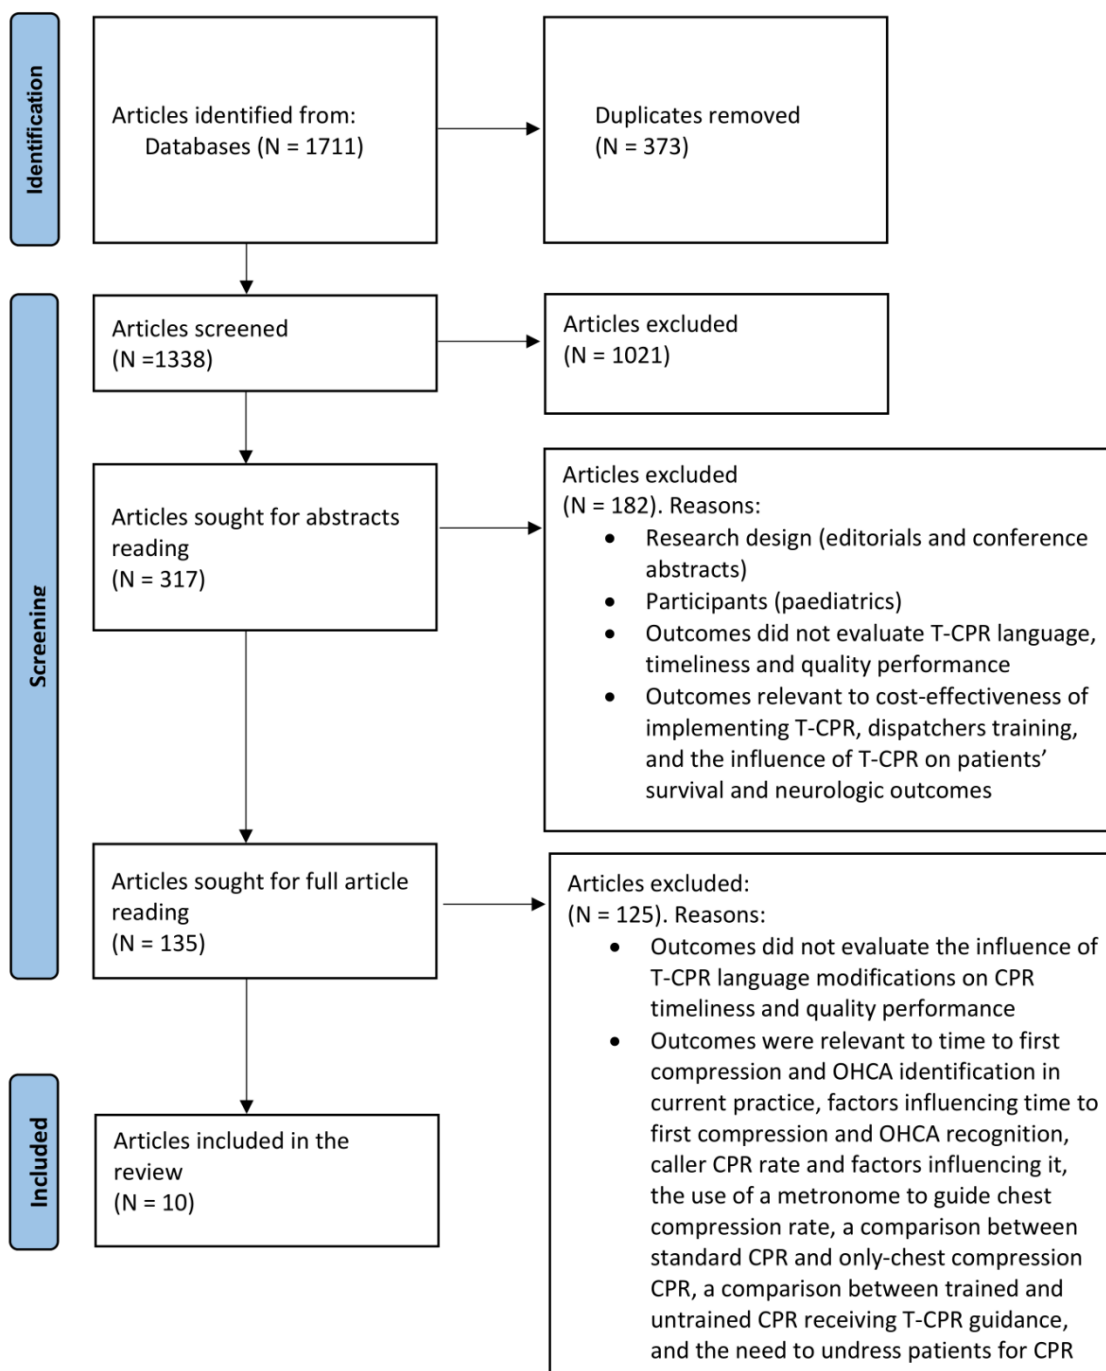 Identification
Articles identified from:
Databases (N = 1711)
Duplicates removed
(N = 373)
Screening
Articles screened
(N =1338)
Articles excluded
(N = 1021)
Articles sought for abstracts
reading
(N = 317)
Articles excluded
(N = 182). Reasons:
• Research design (editorials and conference
abstracts)
• Participants (paediatrics)
• Outcomes did not evaluate T-CPR language,
timeliness and quality performance
• Outcomes relevant to cost-effectiveness of
implementing T-CPR, dispatchers training,
and the influence of T-CPR on patients’
survival and neurologic outcomes
Articles sought for full article
reading
(N = 135)
Articles excluded:
(N = 125). Reasons:
• Outcomes did not evaluate the influence of
T-CPR language modifications on CPR
timeliness and quality performance
• Outcomes were relevant to time to first
compression and OHCA identification in
current practice, factors influencing time to
first compression and OHCA recognition,
caller CPR rate and factors influencing it,
the use of a metronome to guide chest
compression rate, a comparison between
standard CPR and only-chest compression
CPR, a comparison between trained and
untrained CPR receiving T-CPR guidance,
and the need to undress patients for CPR
Included
Articles included in the
review
(N = 10)